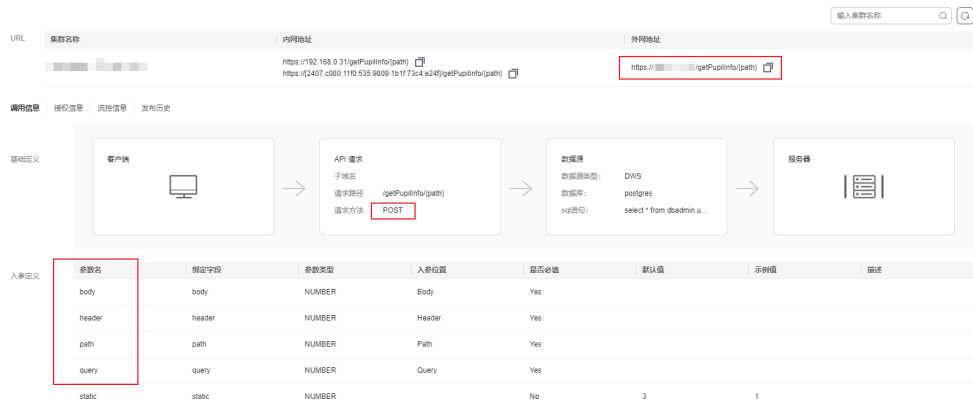 输入集群名称
URL 集群名称 内网地址 外网地址
https://192.168.0.31/getPupilInfo/{path}
https://[2407:c080:11f0:535:9809:1b1f:73c4:e24f]/getPupilInfo/{path}
https:// /getPupilInfo/{path}
调用信息 授权信息 流控信息 发布历史
基础定义
客户端
API 请求
子域名
请求路径 /getPupilInfo/{path}
请求方法 POST
数据源
数据源类型: DWS
数据库: postgres
sql语句: select * from dbadmin.u...
服务器
入参定义
参数名 绑定字段 参数类型 入参位置 是否必填 默认值 示例值 描述
body body NUMBER Body Yes
header header NUMBER Header Yes
path path NUMBER Path Yes
query query NUMBER Query Yes
static static NUMBER No 3 1